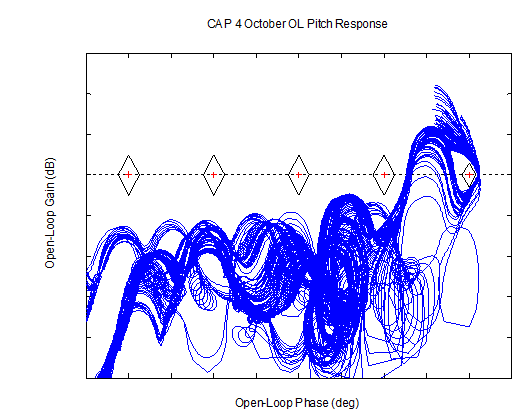 CAP 4 October OL Pitch Response
Open-Loop Gain (dB)
Open-Loop Phase (deg)